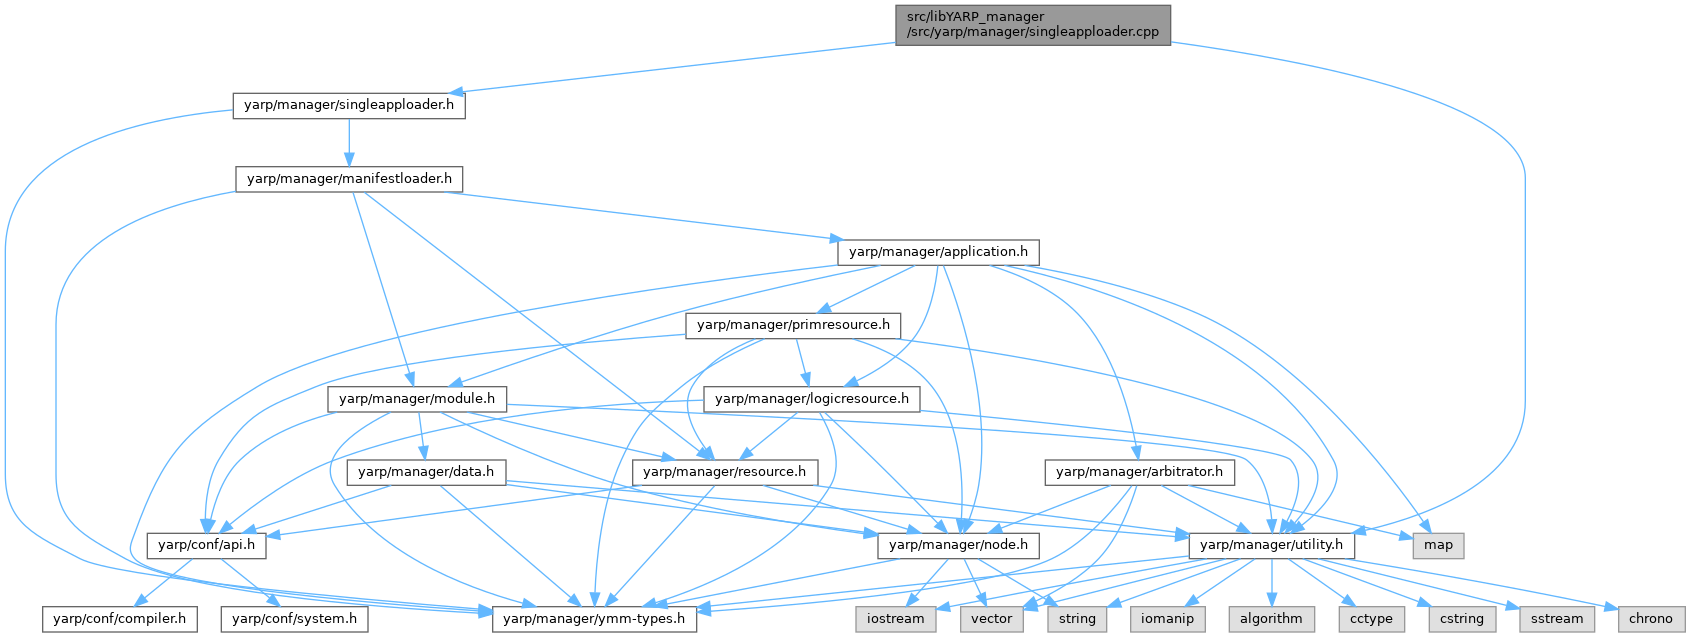 src/libYARP_manager
/src/yarp/manager/singleapploader.cpp
yarp/manager/singleapploader.h
yarp/manager/manifestloader.h
yarp/manager/application.h
yarp/manager/primresource.h
yarp/manager/module.h
yarp/manager/logicresource.h
yarp/manager/data.h
yarp/manager/resource.h
yarp/manager/arbitrator.h
yarp/conf/api.h
yarp/manager/node.h
yarp/manager/utility.h
map
yarp/conf/compiler.h
yarp/conf/system.h
yarp/manager/ymm-types.h
iostream
vector
string
iomanip
algorithm
cctype
cstring
sstream
chrono